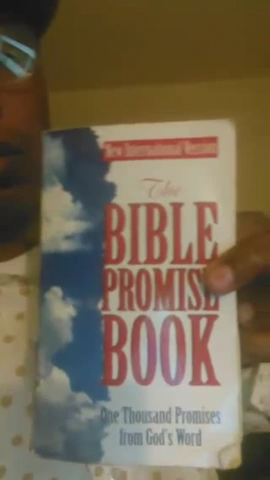 New International Version
The
BIBLE
PROMISE
BOOK
One Thousand Promises
from God's Word